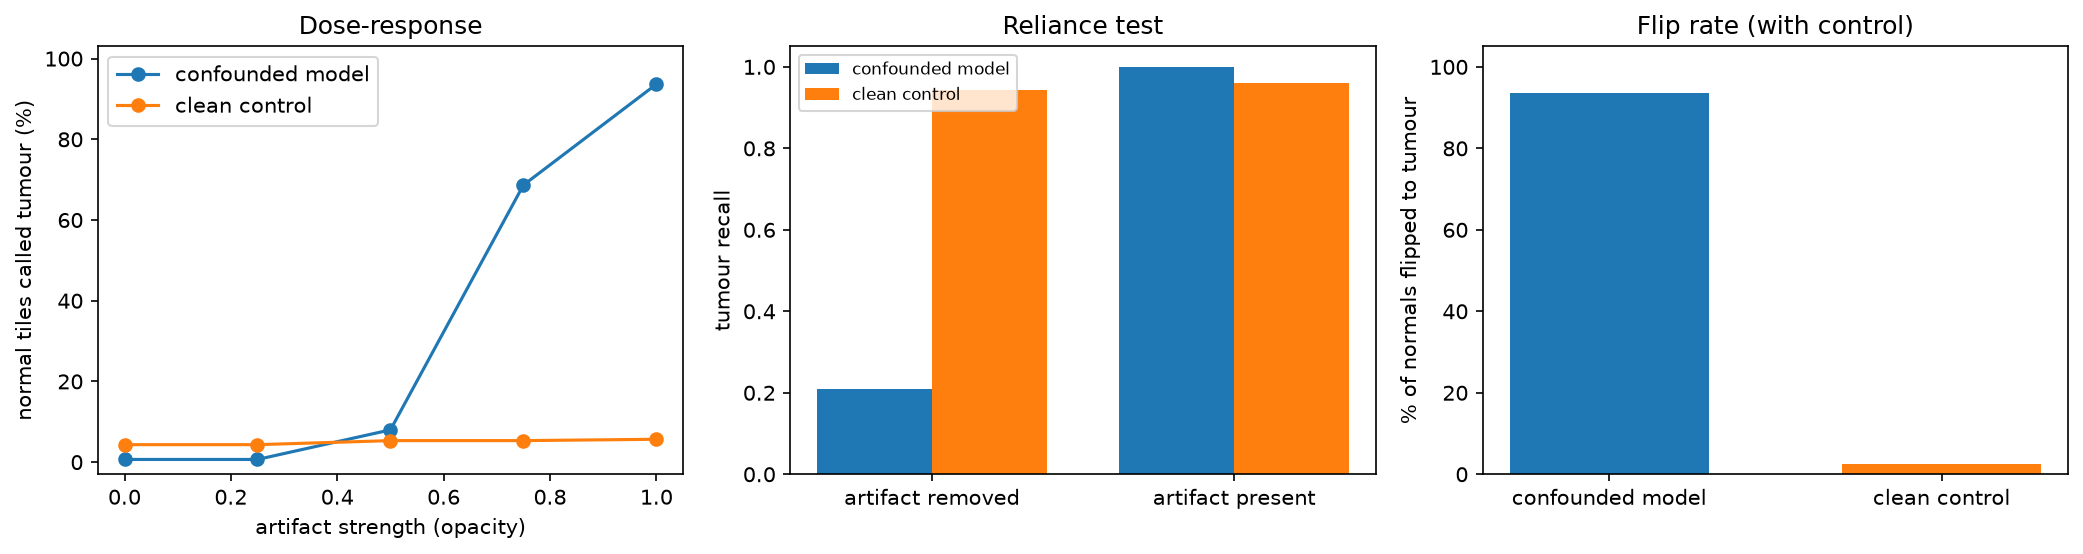 Dose-response
normal tiles called tumour (%)
100
80
60
40
20
0
confounded model
clean control
0.0 0.2 0.4 0.6 0.8 1.0
artifact strength (opacity)
Reliance test
tumour recall
1.0
0.8
0.6
0.4
0.2
0.0
confounded model
clean control
artifact removed artifact present
Flip rate (with control)
% of normals flipped to tumour
100
80
60
40
20
0
confounded model clean control